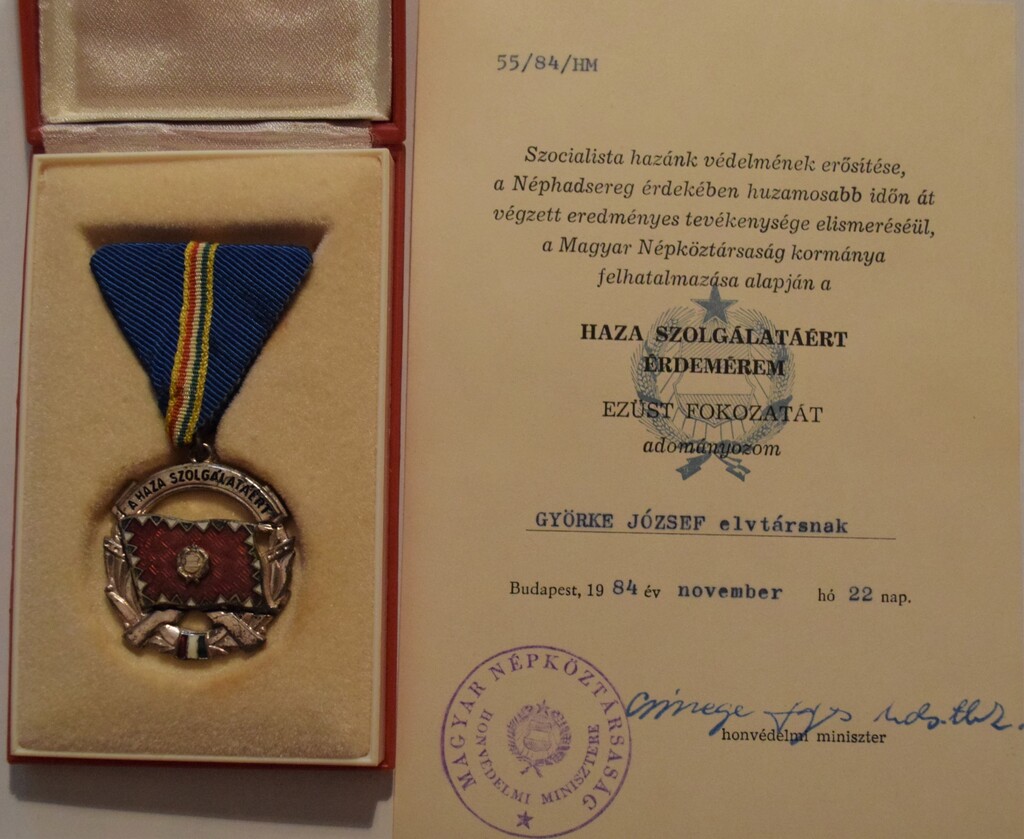 A HAZA SZOLGÁLATÁÉRT
55/84/HM
Szocialista hazánk védelmének erősítése,
a Néphadsereg érdekében huzamosabb időn át
végzett eredményes tevékenysége elismeréséül,
a Magyar Népköztársaság kormánya
felhatalmazása alapján a
HAZA SZOLGÁLATÁÉRT
ÉRDEMÉREM
EZÜST FOKOZATÁT
adományozom
GYÖRKE JÓZSEF elvtársnak
Budapest, 19 84 év november hó 22 nap.
MAGYAR NÉPKÖZTÁRSASÁG
HONVÉDELMI MINISZTERE
honvédelmi miniszter